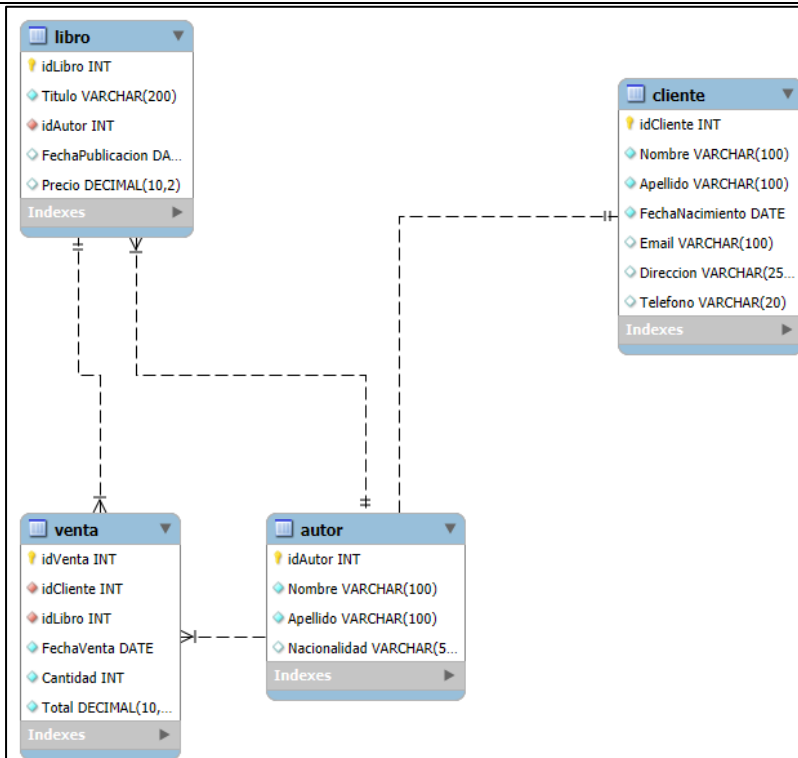 libro
idLibro INT
Titulo VARCHAR(200)
idAutor INT
FechaPublicacion DA...
Precio DECIMAL(10,2)
Indexes
cliente
idCliente INT
Nombre VARCHAR(100)
Apellido VARCHAR(100)
FechaNacimiento DATE
Email VARCHAR(100)
Direccion VARCHAR(25...
Telefono VARCHAR(20)
Indexes
venta
idVenta INT
idCliente INT
idLibro INT
FechaVenta DATE
Cantidad INT
Total DECIMAL(10,...
Indexes
autor
idAutor INT
Nombre VARCHAR(100)
Apellido VARCHAR(100)
Nacionalidad VARCHAR(5...
Indexes